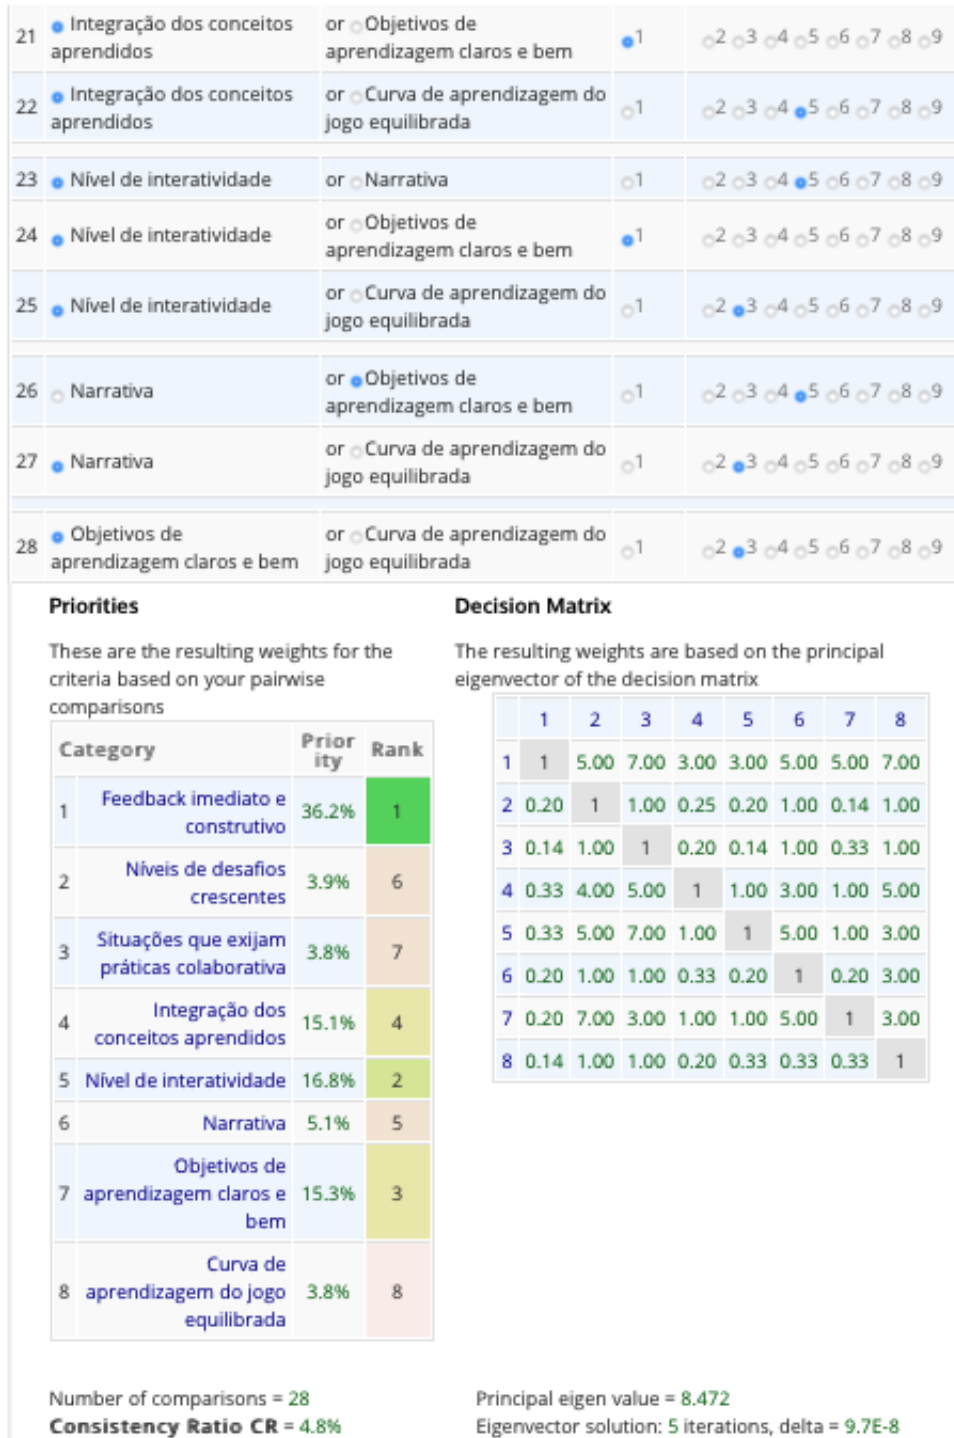 21 Integração dos conceitos or Objetivos de 1 2 3 4 5 6 7 8 9
aprendidos aprendizagem claros e bem
22 Integração dos conceitos or Curva de aprendizagem do 1 2 3 4 5 6 7 8 9
aprendidos jogo equilibrada
23 Nível de interatividade or Narrativa 1 2 3 4 5 6 7 8 9
24 Nível de interatividade or Objetivos de 1 2 3 4 5 6 7 8 9
aprendizagem claros e bem
25 Nível de interatividade or Curva de aprendizagem do 1 2 3 4 5 6 7 8 9
jogo equilibrada
26 Narrativa or Objetivos de 1 2 3 4 5 6 7 8 9
aprendizagem claros e bem
27 Narrativa or Curva de aprendizagem do 1 2 3 4 5 6 7 8 9
jogo equilibrada
28 Objetivos de or Curva de aprendizagem do 1 2 3 4 5 6 7 8 9
aprendizagem claros e bem jogo equilibrada
Priorities
These are the resulting weights for the
criteria based on your pairwise
comparisons
Category Prior Rank
ity
1 Feedback imediato e 36.2% 1
construtivo
2 Níveis de desafios 3.9% 6
crescentes
3 Situações que exijam 3.8% 7
práticas colaborativa
4 Integração dos 15.1% 4
conceitos aprendidos
5 Nível de interatividade 16.8% 2
6 Narrativa 5.1% 5
Objetivos de
7 aprendizagem claros e 15.3% 3
bem
Curva de
8 aprendizagem do jogo 3.8% 8
equilibrada
Decision Matrix
The resulting weights are based on the principal
eigenvector of the decision matrix
1 2 3 4 5 6 7 8
1 1 5.00 7.00 3.00 3.00 5.00 5.00 7.00
2 0.20 1 1.00 0.25 0.20 1.00 0.14 1.00
3 0.14 1.00 1 0.20 0.14 1.00 0.33 1.00
4 0.33 4.00 5.00 1 1.00 3.00 1.00 5.00
5 0.33 5.00 7.00 1.00 1 5.00 1.00 3.00
6 0.20 1.00 1.00 0.33 0.20 1 0.20 3.00
7 0.20 7.00 3.00 1.00 1.00 5.00 1 3.00
8 0.14 1.00 1.00 0.20 0.33 0.33 0.33 1
Number of comparisons = 28
Consistency Ratio CR = 4.8%
Principal eigen value = 8.472
Eigenvector solution: 5 iterations, delta = 9.7E-8